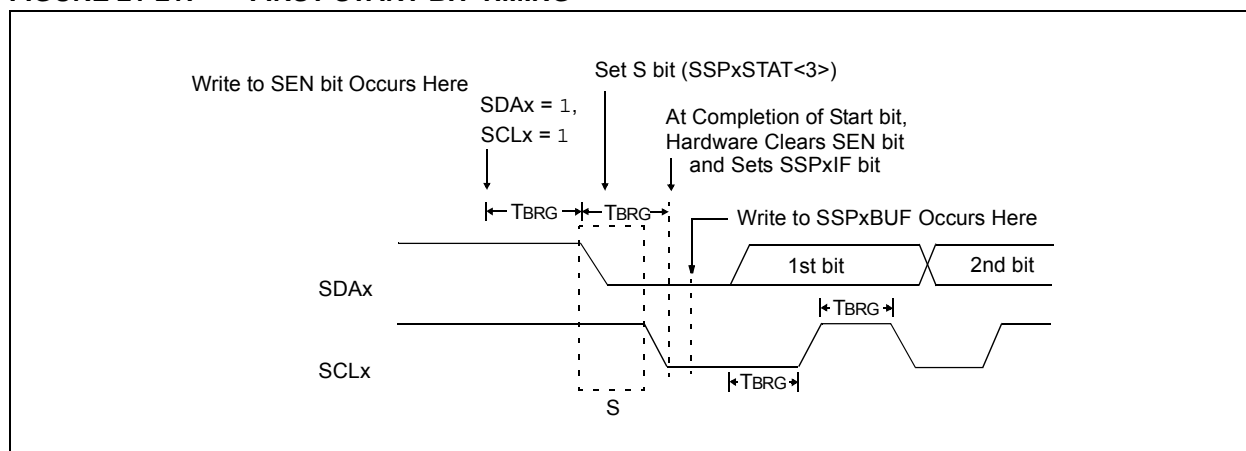 Write to SEN bit Occurs Here
Set S bit (SSPxSTAT<3>)
SDAx = 1,
SCLx = 1
At Completion of Start bit,
Hardware Clears SEN bit
and Sets SSPxIF bit
TBRG
TBRG
Write to SSPxBUF Occurs Here
SDAx
1st bit
2nd bit
TBRG
SCLx
TBRG
S